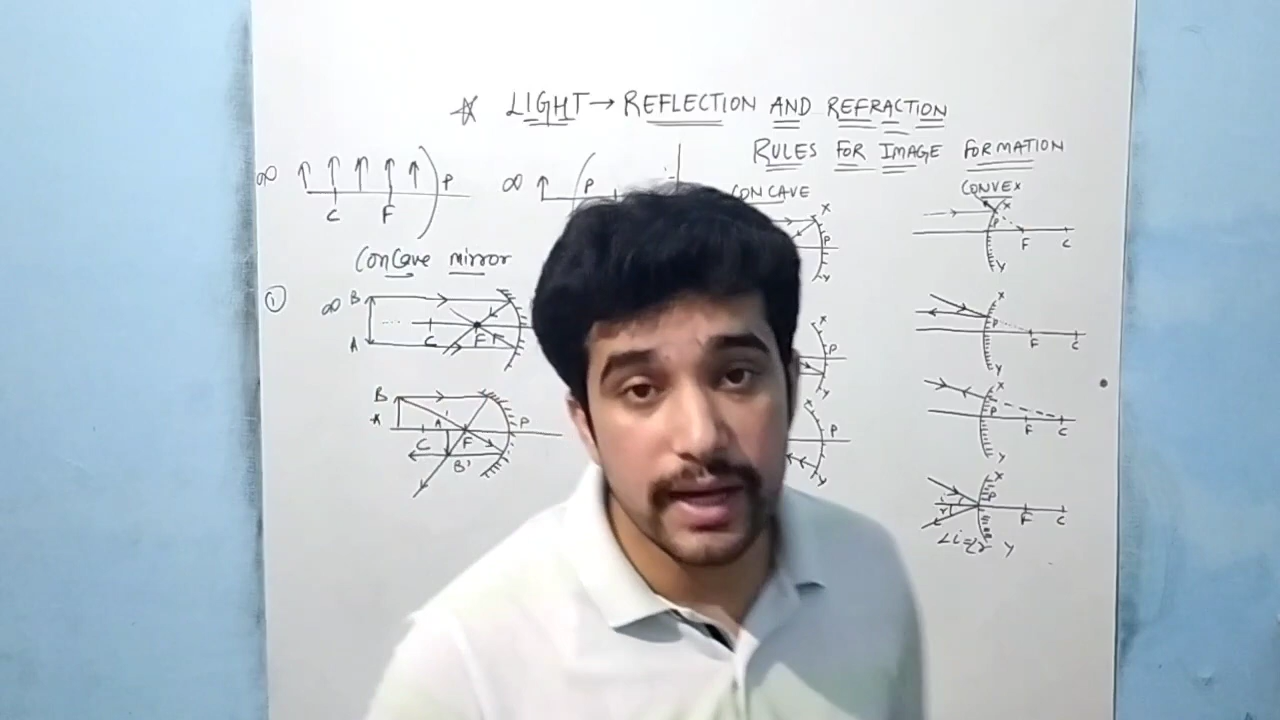 LIGHT → REFLECTION AND REFRACTION
RULES FOR IMAGE FORMATION
∞ P
C F
∞ P
CONCAVE
X
P
Y
CONVEX
X
P
F C
Y
Concave mirror
① ∞ B
A
C F
B
A
C A F P
B'
X
P
Y
X
P
F C
Y
X
P
F C
Y
P
Y
X
P
i
r
F C
∠i=∠r Y